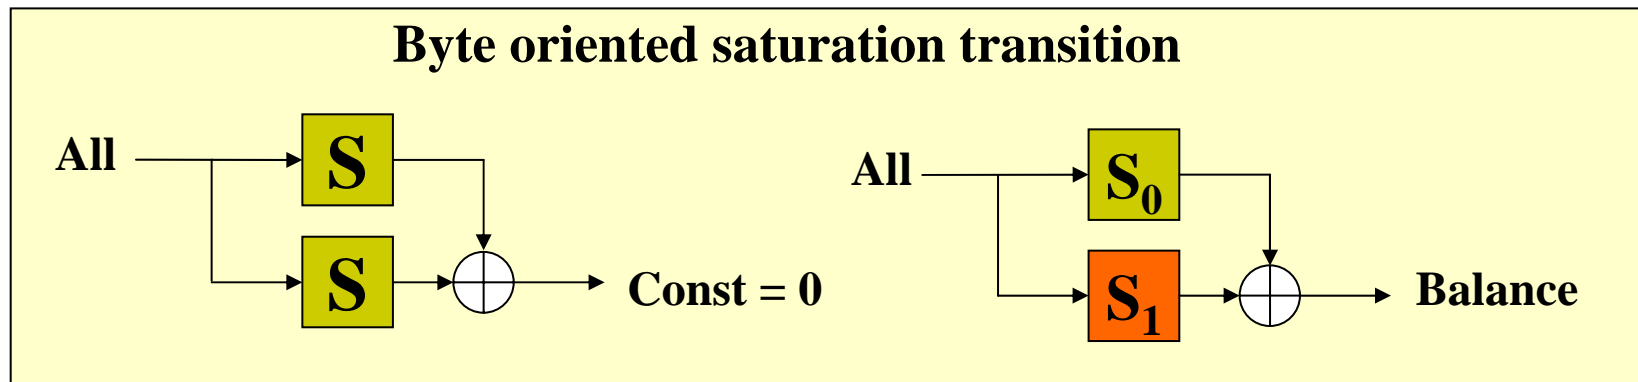 Byte oriented saturation transition
All
S
S
Const = 0
All
S₀
S₁
Balance